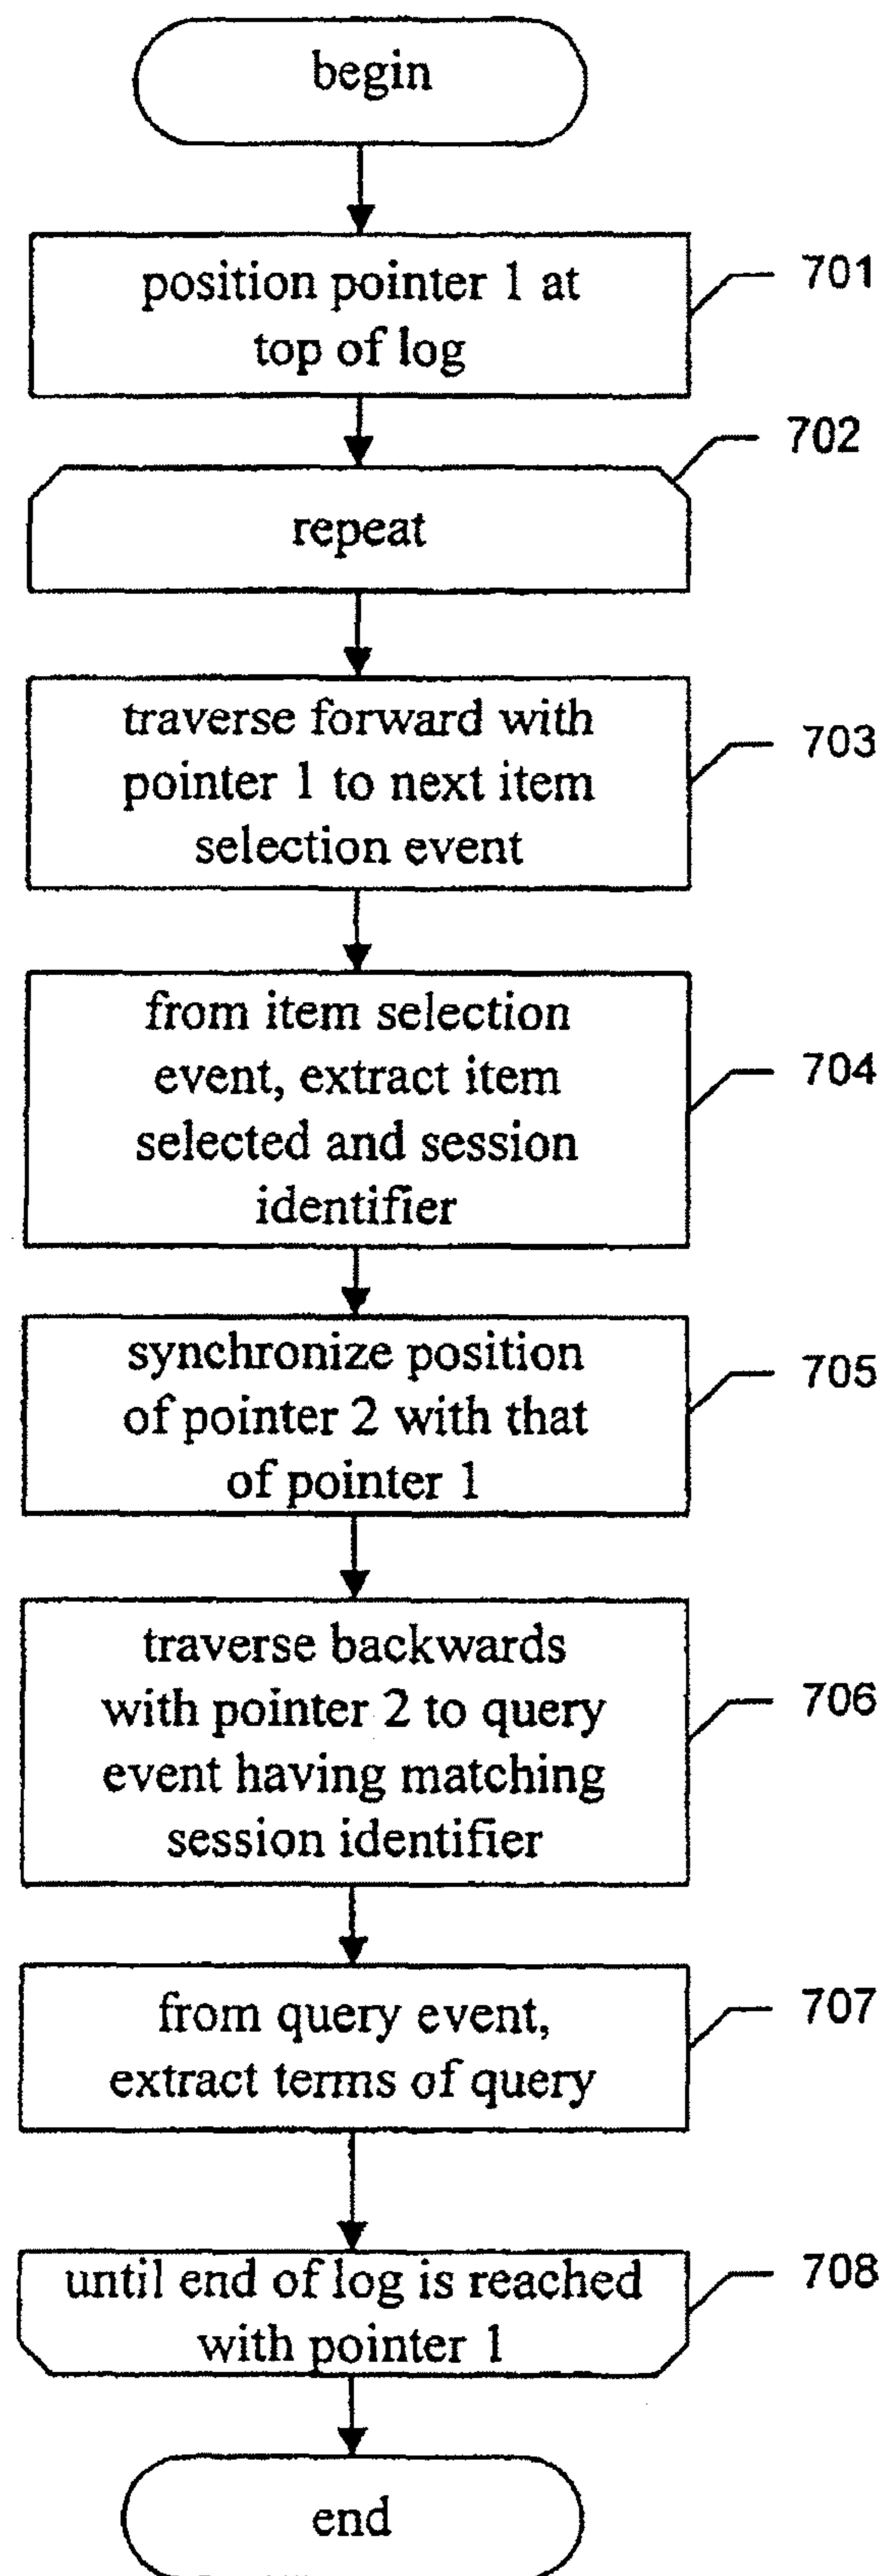 begin
position pointer 1 at
top of log
701
702
repeat
traverse forward with
pointer 1 to next item
selection event
703
from item selection
event, extract item
selected and session
identifier
704
synchronize position
of pointer 2 with that
of pointer 1
705
traverse backwards
with pointer 2 to query
event having matching
session identifier
706
from query event,
extract terms of query
707
until end of log is reached
with pointer 1
708
end